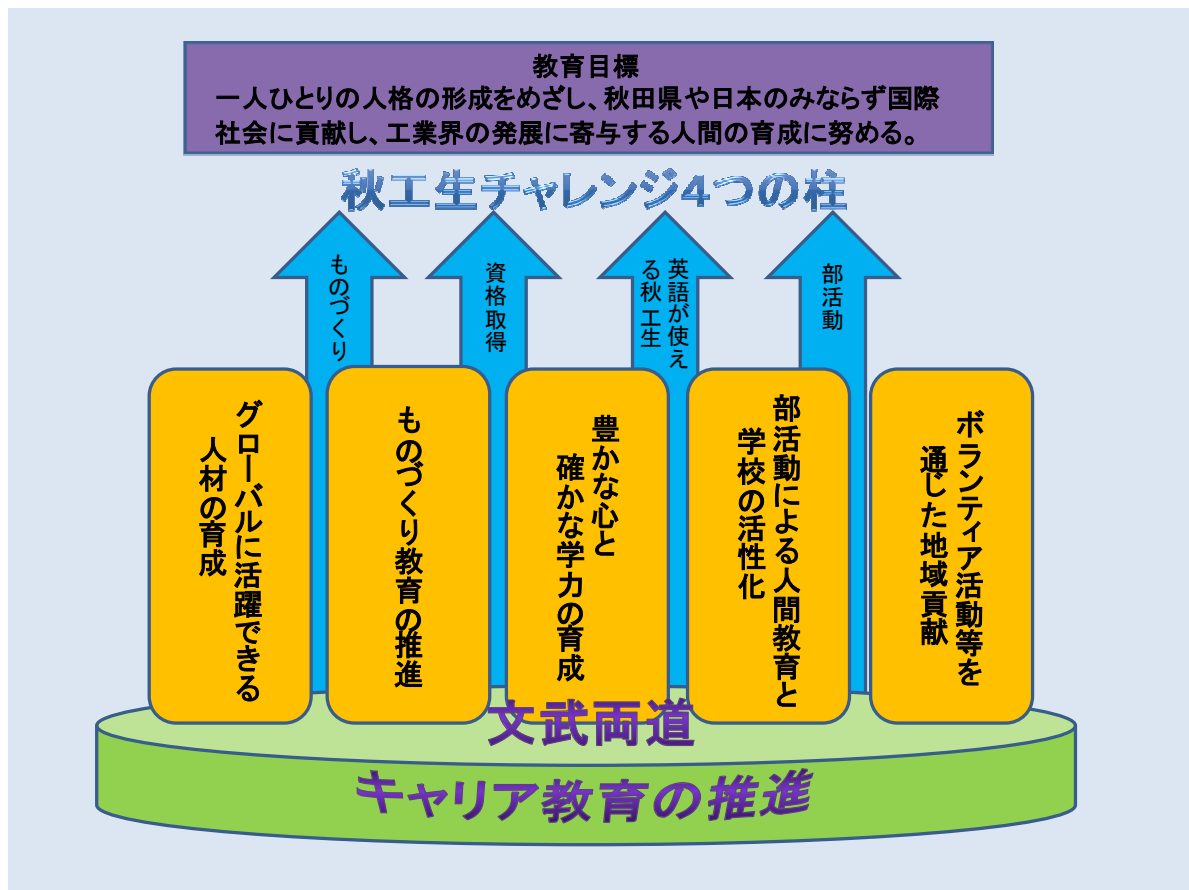 教育目標
一人ひとりの人格の形成をめざし、秋田県や日本のみならず国際
社会に貢献し、工業界の発展に寄与する人間の育成に努める。
秋工生チャレンジ4つの柱
ものづくり
資格取得
英語が使え
る秋工生
部活動
グローバルに活躍できる
人材の育成
ものづくり教育の推進
豊かな心と
確かな学力の育成
部活動による人間教育と
学校の活性化
ボランティア活動等を
通じた地域貢献
文武両道
キャリア教育の推進